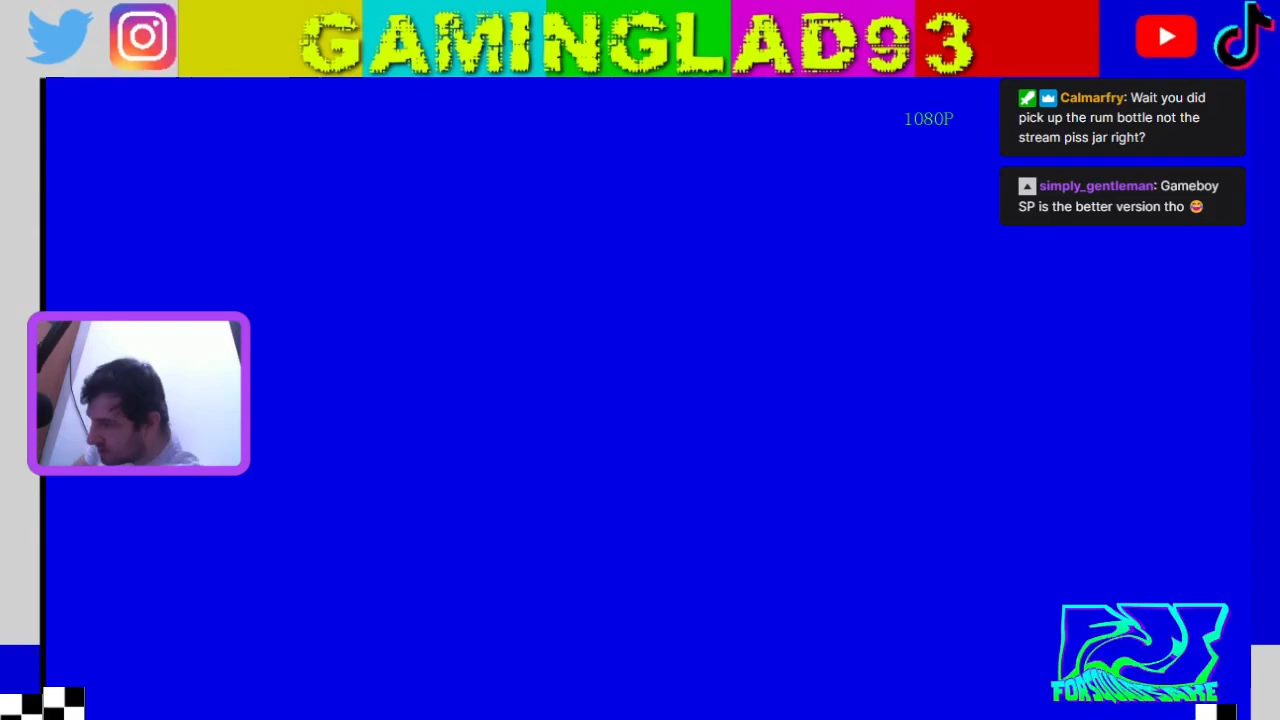 GAMINGLAD93
1080P
Calmarfry: Wait you did
pick up the rum bottle not the
stream piss jar right?
simply_gentleman: Gameboy
SP is the better version tho